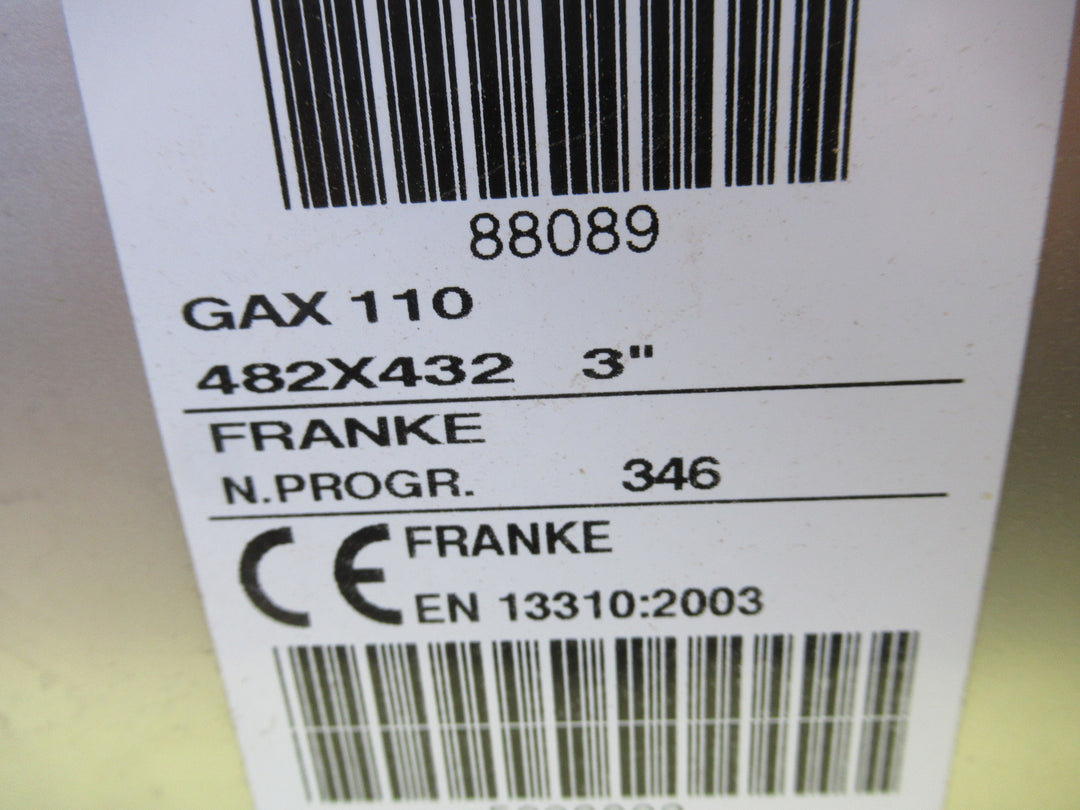 88089
GAX 110
482X432 3"
FRANKE
N.PROGR. 346
CE FRANKE
EN 13310:2003